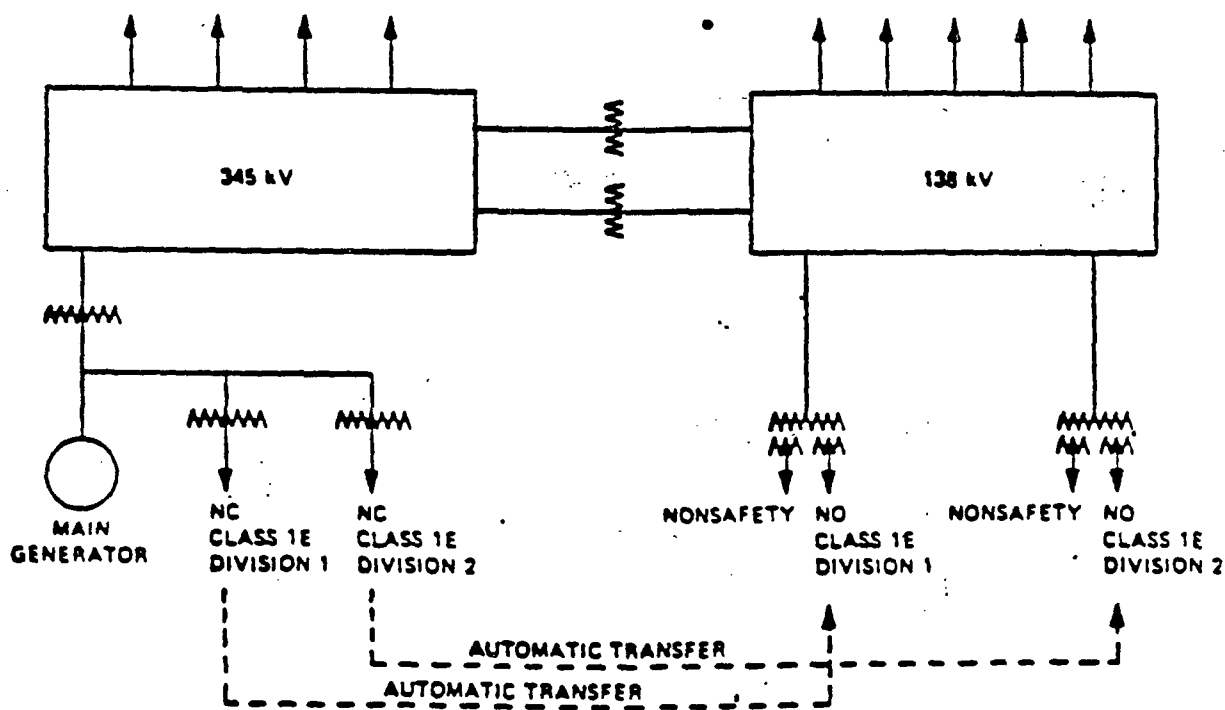 345 kV
138 kV
MAIN
GENERATOR
NC
CLASS 1E
DIVISION 1
NC
CLASS 1E
DIVISION 2
NONSAFETY
NO
CLASS 1E
DIVISION 1
NONSAFETY
NO
CLASS 1E
DIVISION 2
AUTOMATIC TRANSFER
AUTOMATIC TRANSFER